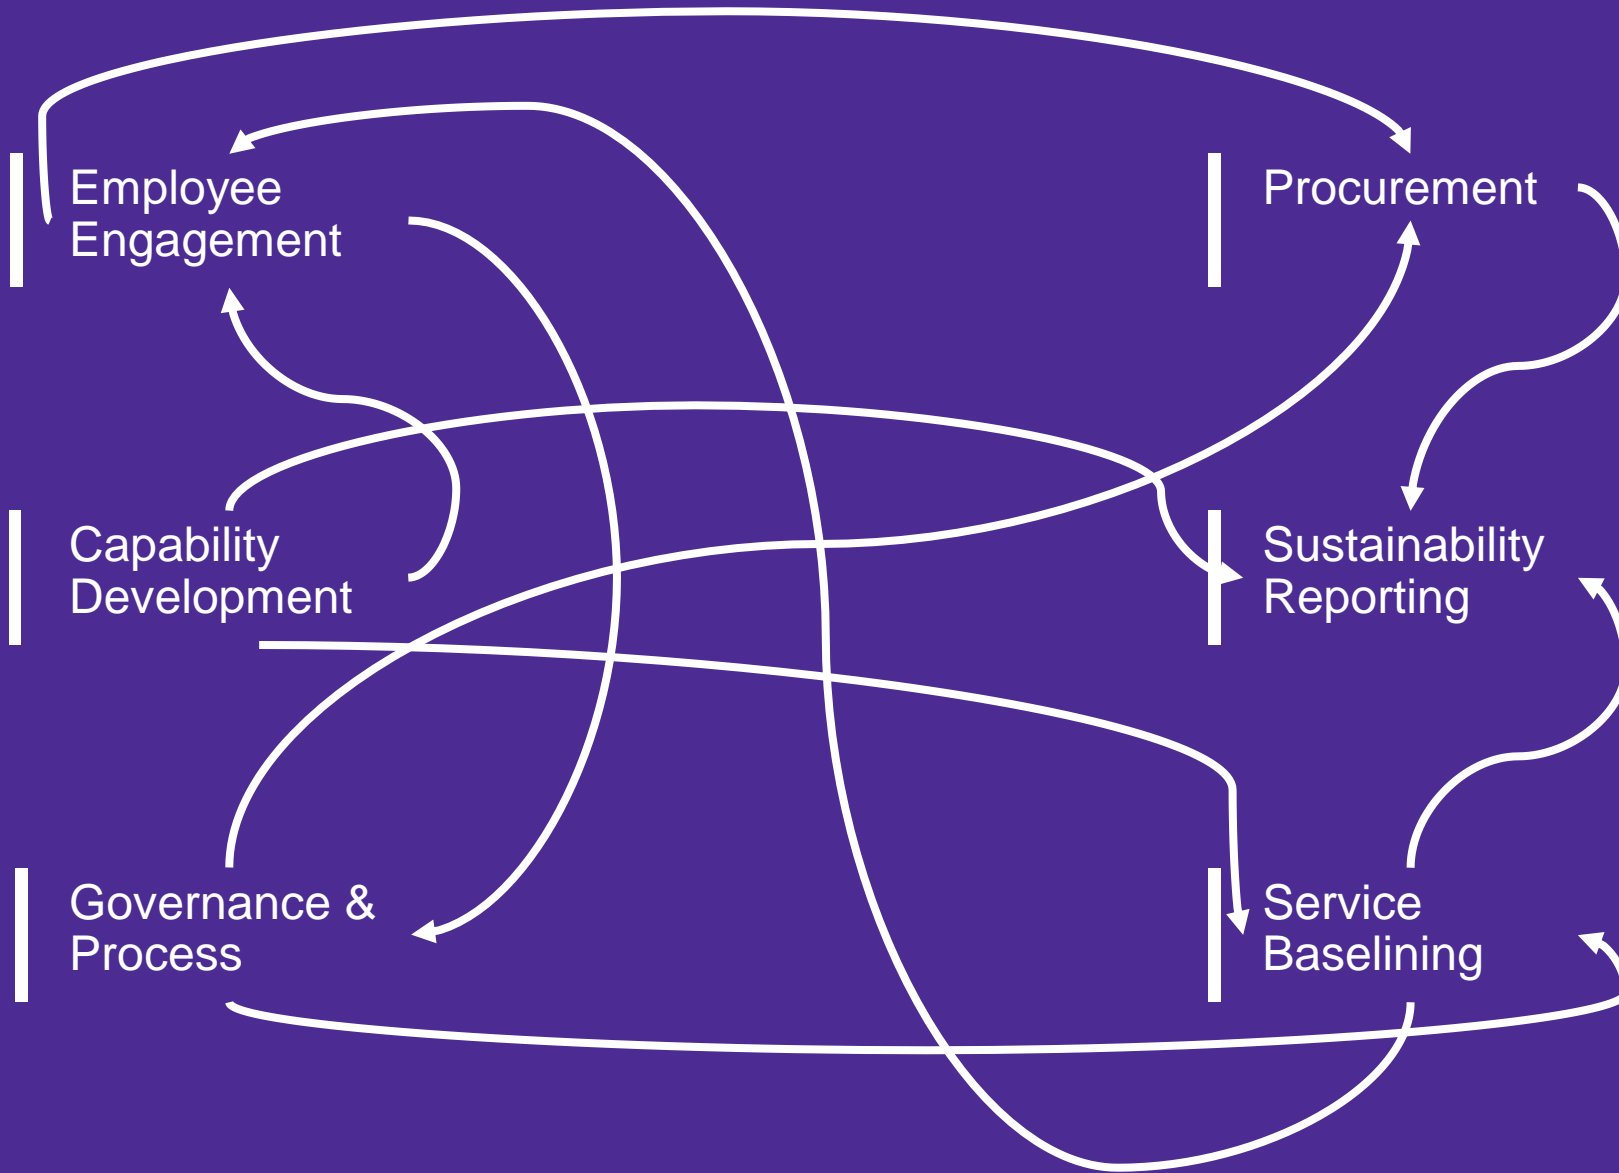 Employee
Engagement
Procurement
Capability
Development
Sustainability
Reporting
Governance &
Process
Service
Baselining